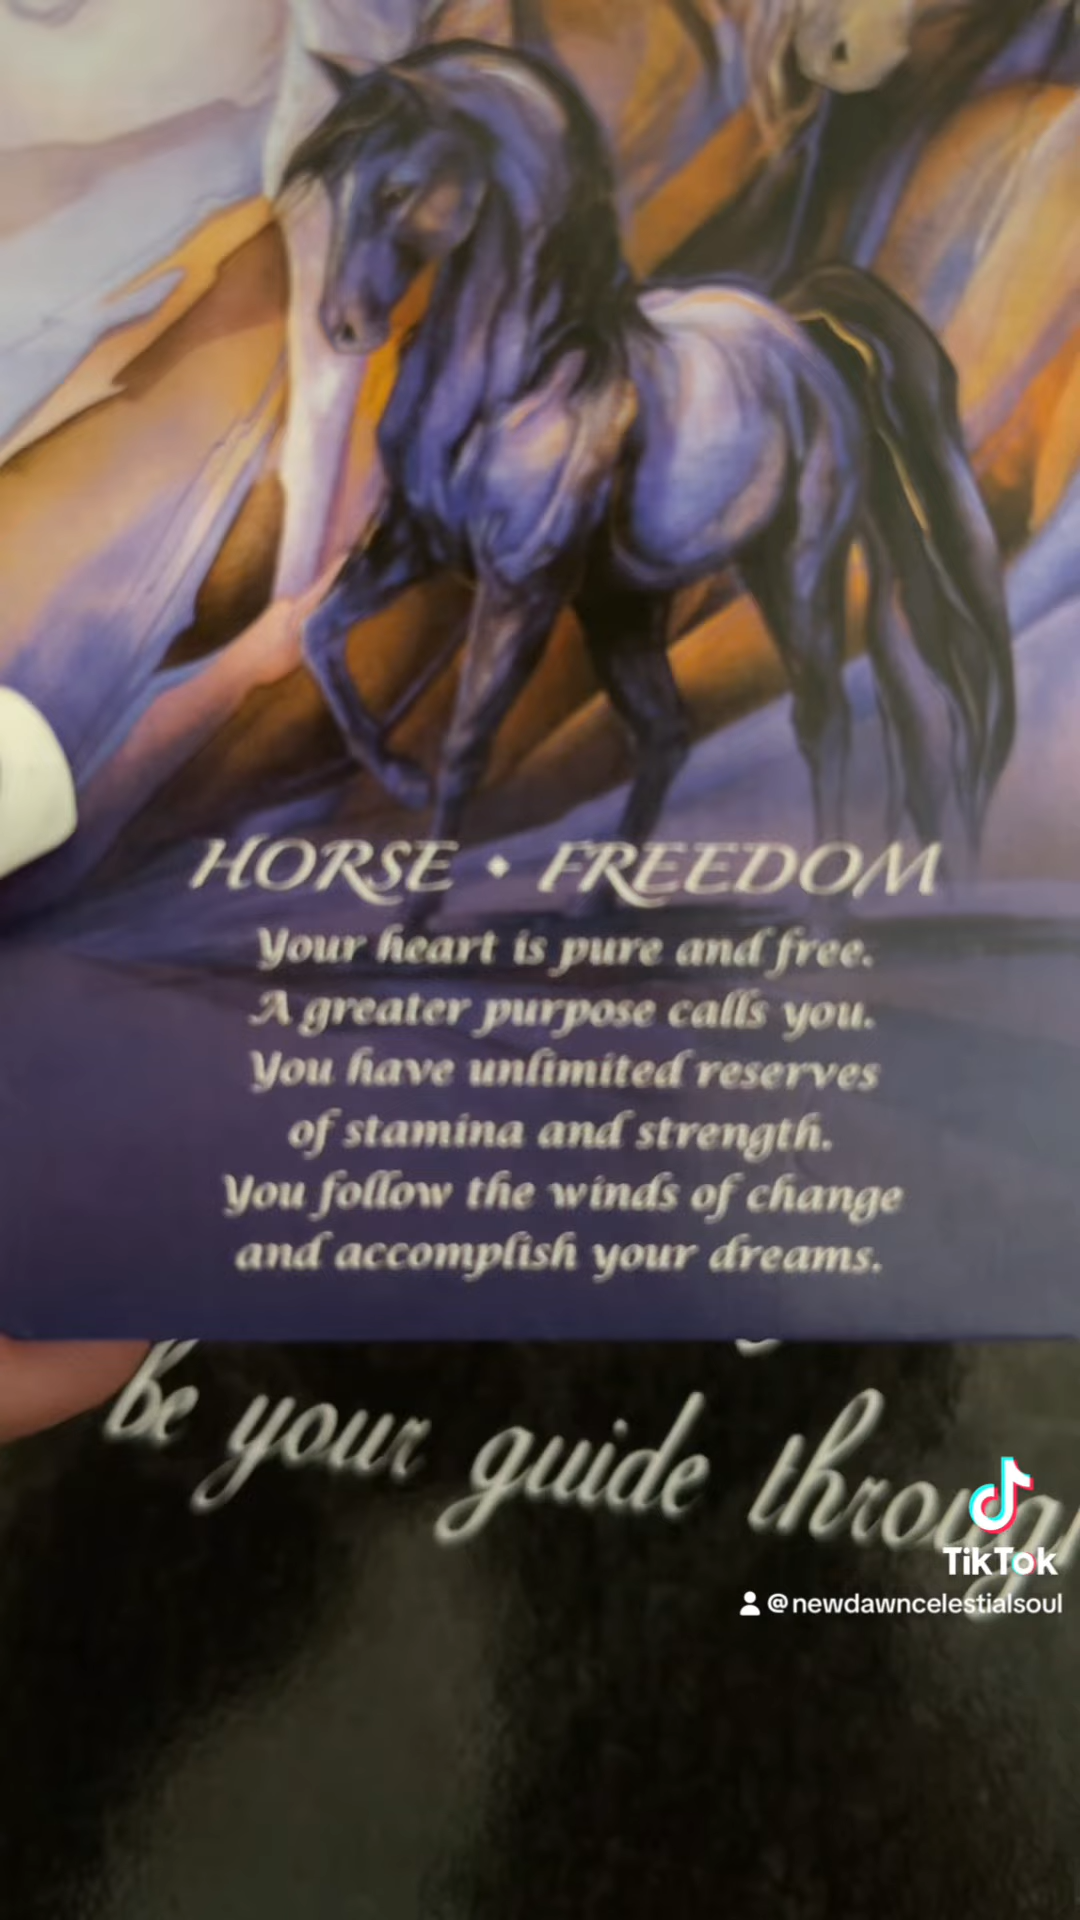 HORSE • FREEDOM
Your heart is pure and free.
A greater purpose calls you.
You have unlimited reserves
of stamina and strength.
You follow the winds of change
and accomplish your dreams.
be your guide
TikTok
@newdawncelestialsoul